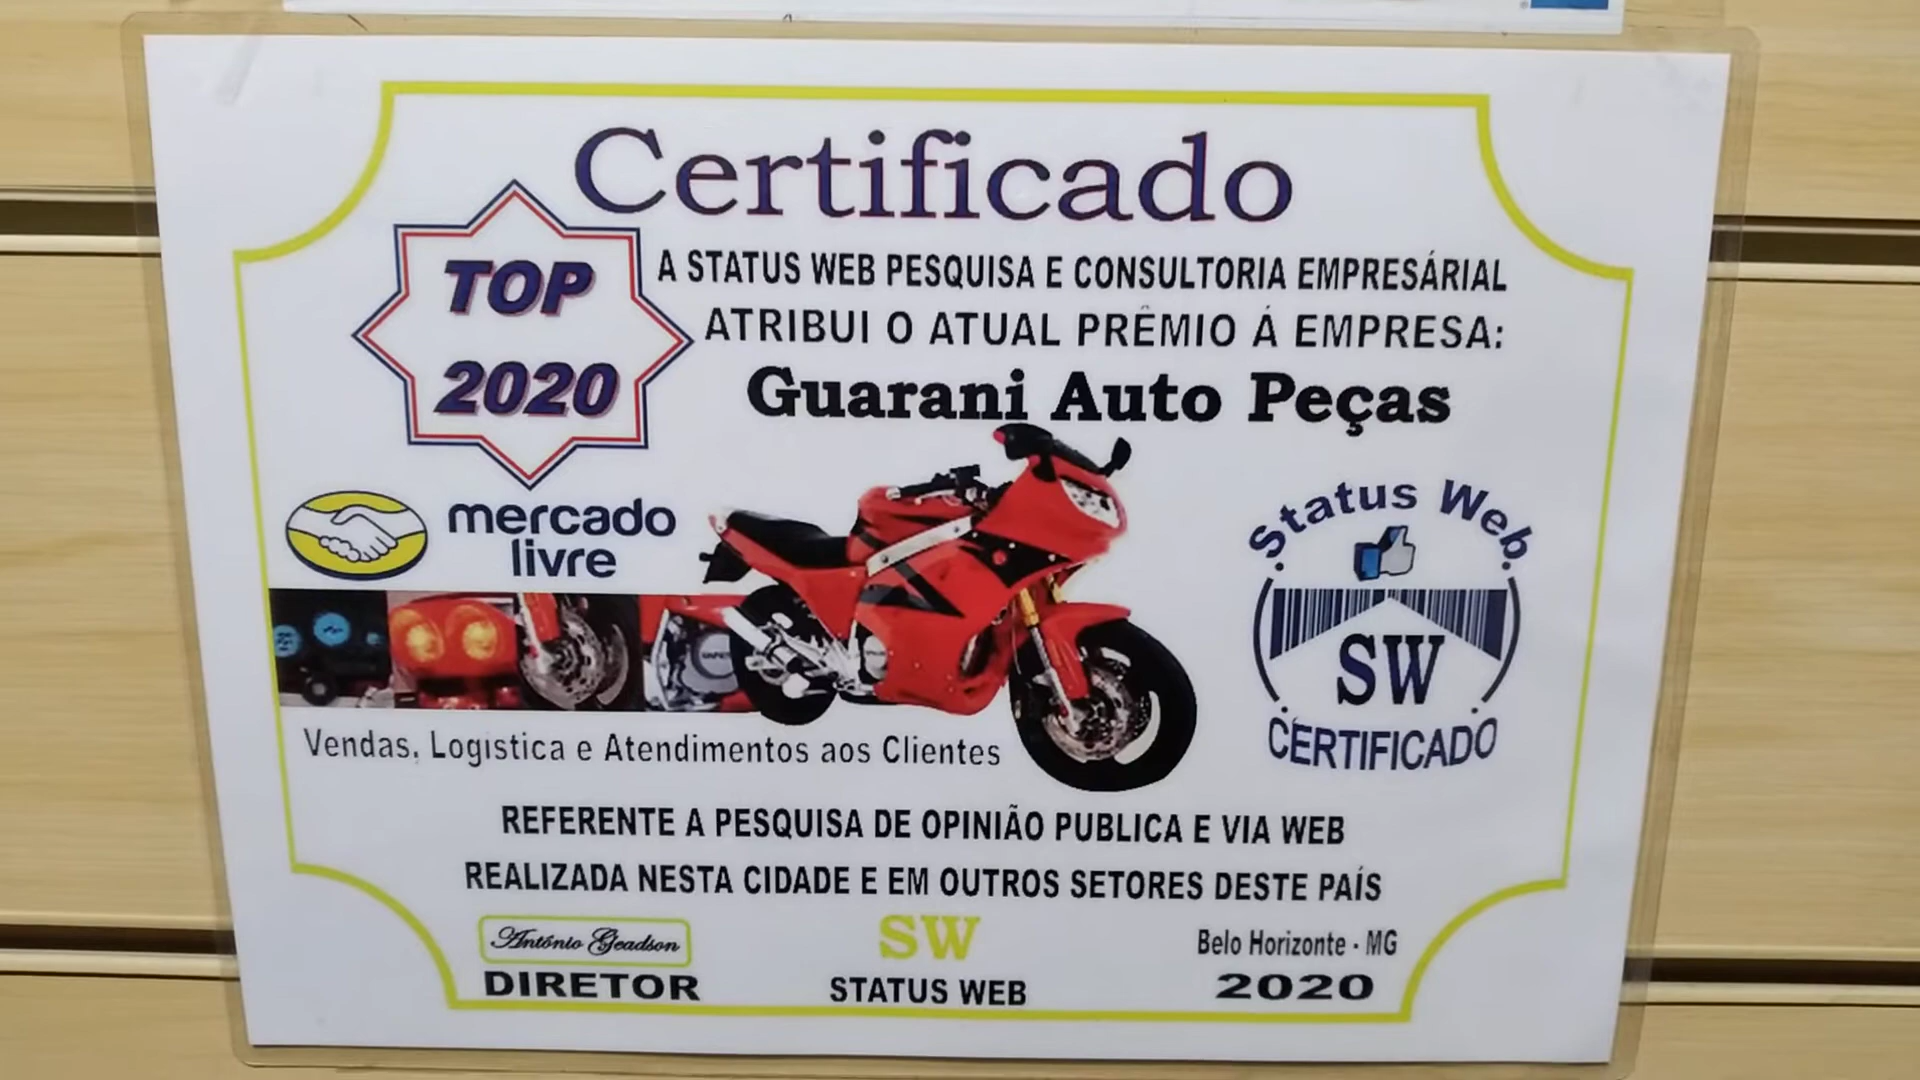 Certificado
TOP
2020
A STATUS WEB PESQUISA E CONSULTORIA EMPRESÁRIAL
ATRIBUI O ATUAL PRÊMIO Á EMPRESA:
Guarani Auto Peças
mercado
livre
Status Web
SW
CERTIFICADO
Vendas, Logistica e Atendimentos aos Clientes
REFERENTE A PESQUISA DE OPINIÃO PUBLICA E VIA WEB
REALIZADA NESTA CIDADE E EM OUTROS SETORES DESTE PAÍS
Antônio Geadson
DIRETOR
SW
STATUS WEB
Belo Horizonte - MG
2020